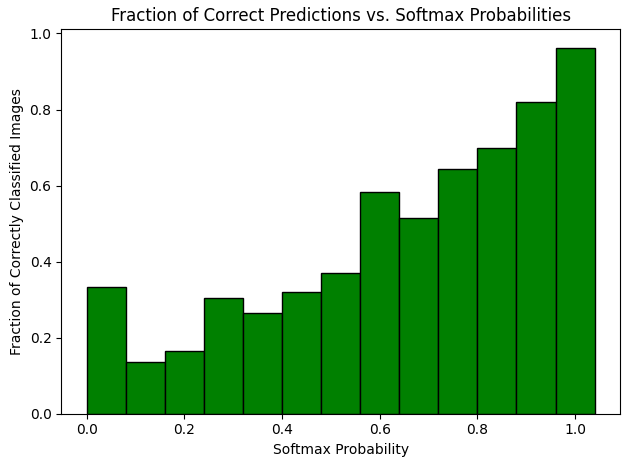 Fraction of Correct Predictions vs. Softmax Probabilities
Fraction of Correctly Classified Images
1.0
0.8
0.6
0.4
0.2
0.0
0.0 0.2 0.4 0.6 0.8 1.0
Softmax Probability